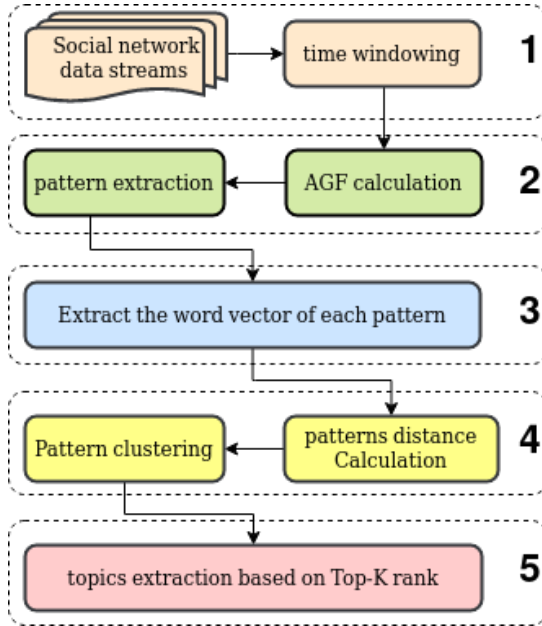 Social network
data streams
time windowing
1
pattern extraction
AGF calculation
2
Extract the word vector of each pattern
3
Pattern clustering
patterns distance
Calculation
4
topics extraction based on Top-K rank
5